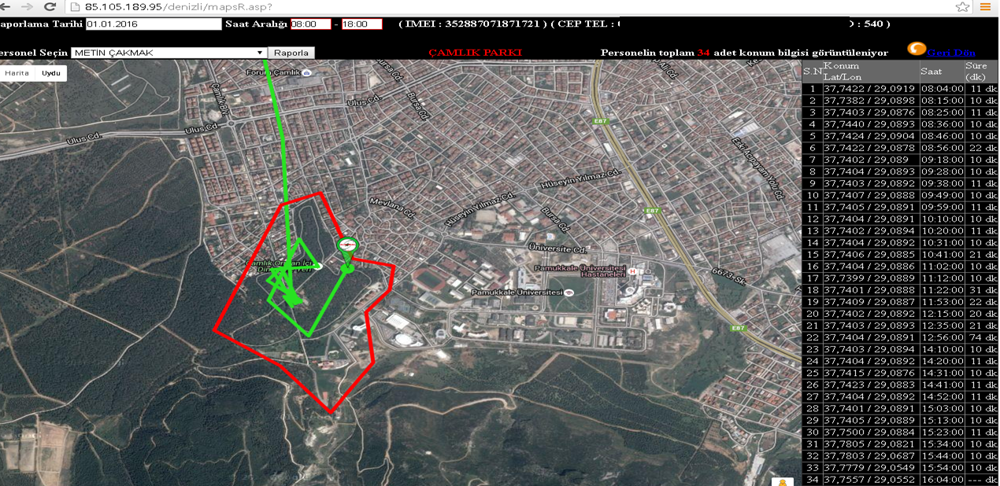 85.105.189.95/denizli/mapsR.asp?
aporlama Tarihi 01.01.2016 Saat Aralığı 08:00 - 18:00 ( IMEI : 352887071871721 ) ( CEP TEL : : 540 )
ersonel Seçin METİN ÇAKMAK Raporla ÇAMLIK PARKI Personelin toplam 34 adet konum bilgisi görüntüleniyor Geri Dön
Harita Uydu
Forum Çamlık
Çamlık Blv.
Bursa Cd.
Ulus Cd.
Bursa Cd.
Ulus Cd.
Ulus Cd.
E87
Eski Acıpayam Yolu Cd.
Hüseyin Yılmaz Cd.
Mevlana Cd.
Hüseyin Yılmaz Cd.
Bursa Cd.
E87
Üniversite Cd.
Çamlık Orman İçi
Pamukkale Üniversitesi
Hastaneleri
H
6673. Sk.
Pamukkale Üniversitesi
E87
S.N Konum Lat/Lon Saat Süre (dk)
1 37,7422 / 29,0919 08:04:00 11 dk
2 37,7382 / 29,0898 08:15:00 10 dk
3 37,7403 / 29,0876 08:25:00 11 dk
4 37,7440 / 29,0893 08:36:00 10 dk
5 37,7424 / 29,0904 08:46:00 10 dk
6 37,7422 / 29,0878 08:56:00 22 dk
7 37,7402 / 29,089 09:18:00 10 dk
8 37,7404 / 29,0893 09:28:00 10 dk
9 37,7403 / 29,0892 09:38:00 11 dk
10 37,7407 / 29,0888 09:49:00 10 dk
11 37,7405 / 29,0891 09:59:00 11 dk
12 37,7404 / 29,0891 10:10:00 10 dk
13 37,7402 / 29,0894 10:20:00 11 dk
14 37,7404 / 29,0892 10:31:00 10 dk
15 37,7406 / 29,0885 10:41:00 21 dk
16 37,7404 / 29,0886 11:02:00 10 dk
17 37,7399 / 29,0889 11:12:00 10 dk
18 37,7401 / 29,0888 11:22:00 31 dk
19 37,7409 / 29,0887 11:53:00 22 dk
20 37,7402 / 29,0892 12:15:00 20 dk
21 37,7403 / 29,0893 12:35:00 21 dk
22 37,7404 / 29,0891 12:56:00 74 dk
23 37,7403 / 29,0894 14:10:00 10 dk
24 37,7404 / 29,0892 14:20:00 11 dk
25 37,7415 / 29,0876 14:31:00 10 dk
26 37,7423 / 29,0883 14:41:00 11 dk
27 37,7404 / 29,0892 14:52:00 11 dk
28 37,7401 / 29,0891 15:03:00 10 dk
29 37,7405 / 29,0889 15:13:00 10 dk
30 37,7500 / 29,0884 15:23:00 11 dk
31 37,7805 / 29,0821 15:34:00 10 dk
32 37,7803 / 29,0687 15:44:00 10 dk
33 37,7779 / 29,0549 15:54:00 10 dk
34 37,7557 / 29,0552 16:04:00 --- dk